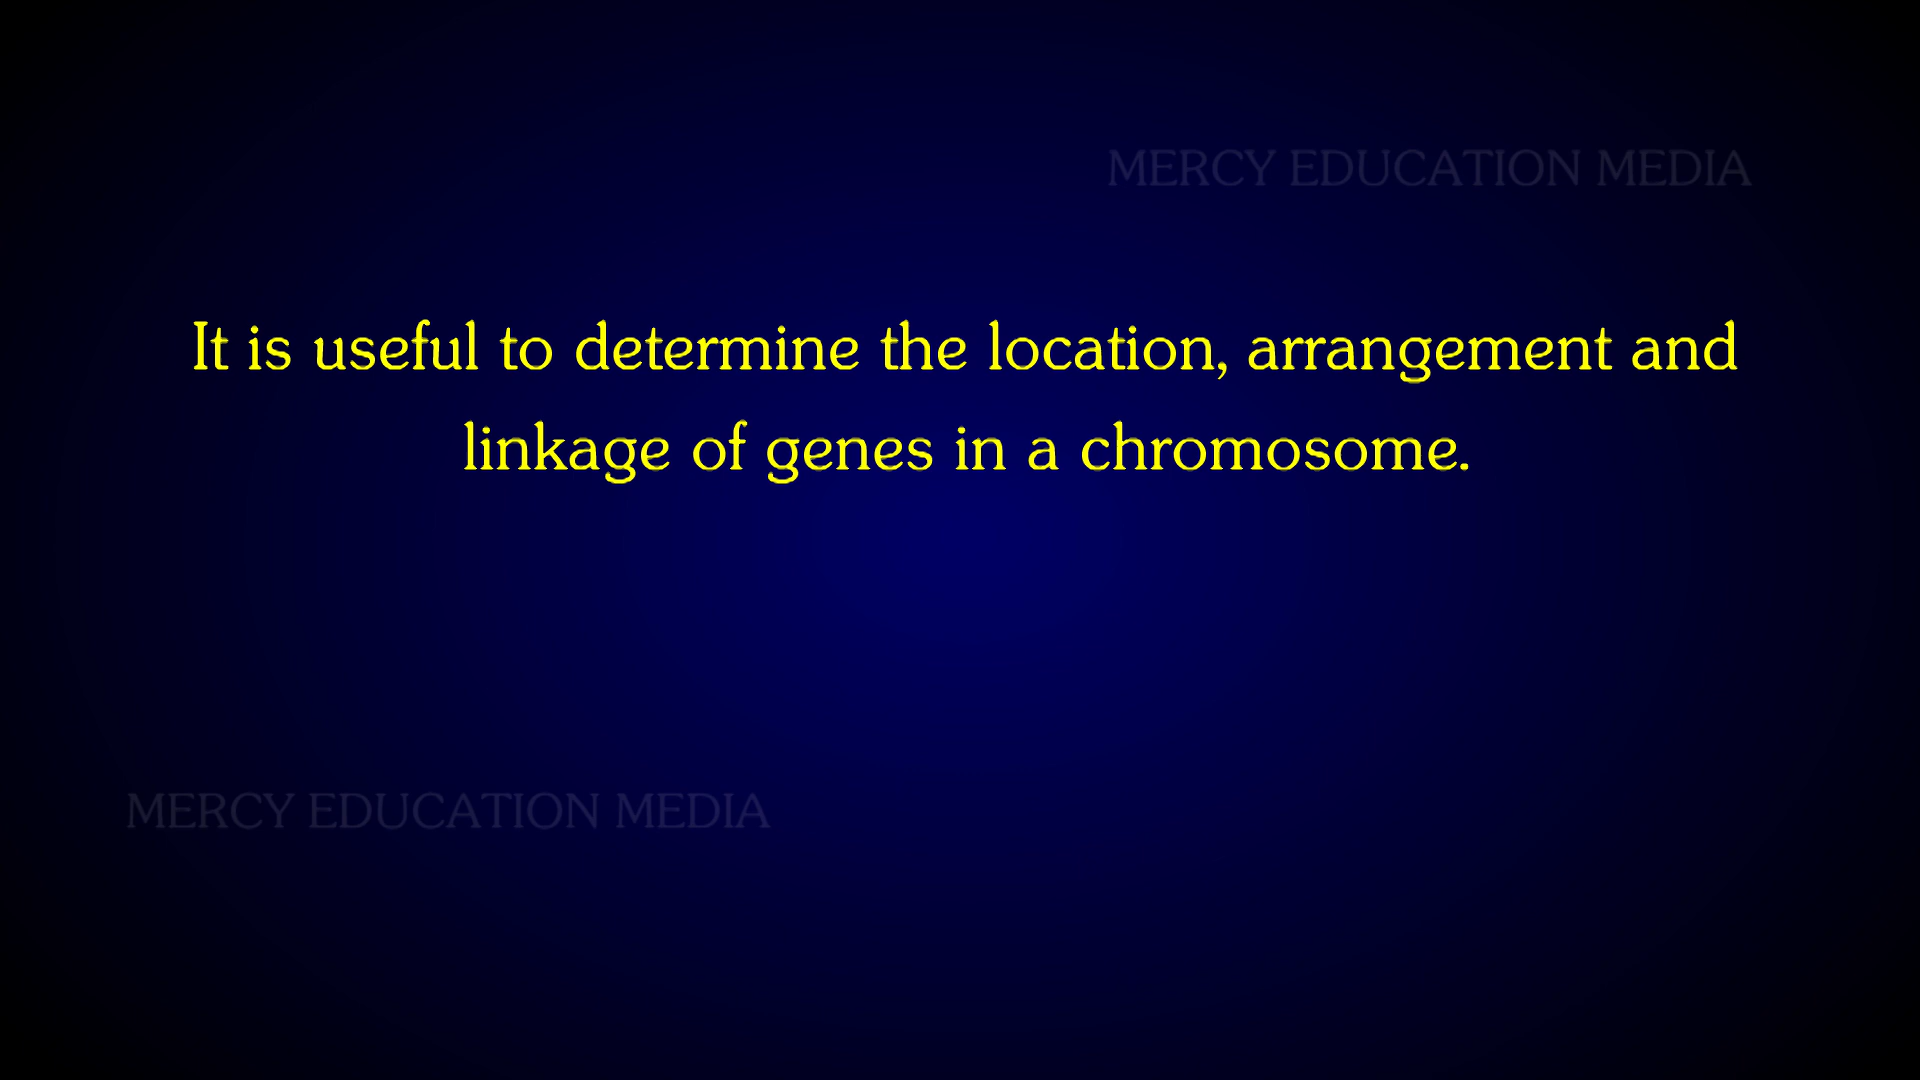 MERCY EDUCATION MEDIA
It is useful to determine the location, arrangement and
linkage of genes in a chromosome.
MERCY EDUCATION MEDIA